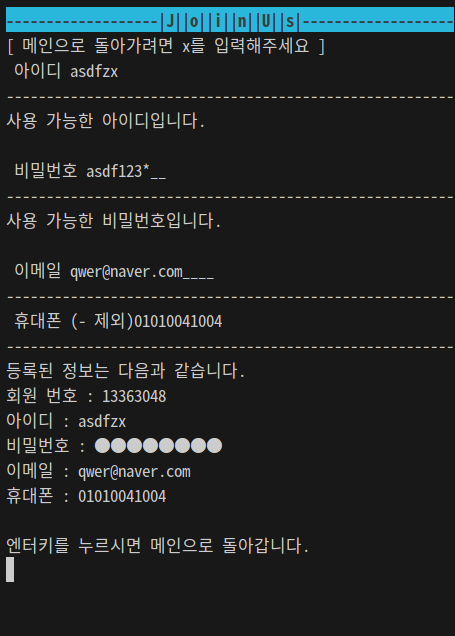 -------------------|J||o||i||n||U||s|-------------------
[ 메인으로 돌아가려면 x를 입력해주세요 ]
아이디 asdfzx
--------------------------------------------------------
사용 가능한 아이디입니다.
비밀번호 asdf123*__
--------------------------------------------------------
사용 가능한 비밀번호입니다.
이메일 qwer@naver.com____
--------------------------------------------------------
휴대폰 (- 제외)01010041004
--------------------------------------------------------
등록된 정보는 다음과 같습니다.
회원 번호 : 13363048
아이디 : asdfzx
비밀번호 : ●●●●●●●●
이메일 : qwer@naver.com
휴대폰 : 01010041004
엔터키를 누르시면 메인으로 돌아갑니다.